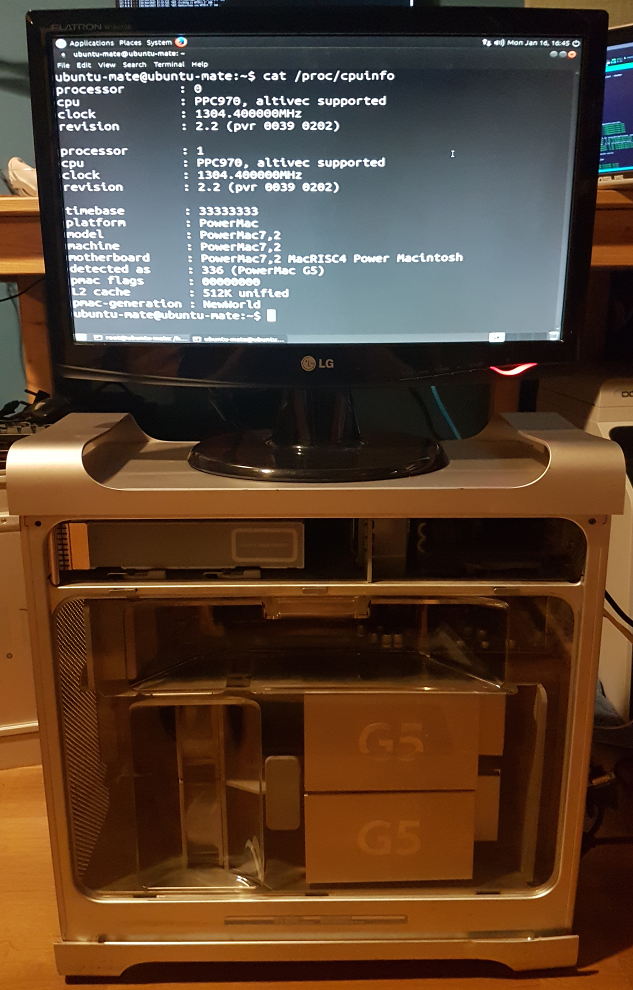 FLATRON
Applications Places System Mon Jan 16, 16:45
ubuntu-mate@ubuntu-mate: ~
File Edit View Search Terminal Help
ubuntu-mate@ubuntu-mate:~$ cat /proc/cpuinfo
processor : 0
cpu : PPC970, altivec supported
clock : 1304.400000MHz
revision : 2.2 (pvr 0039 0202)
processor : 1
cpu : PPC970, altivec supported
clock : 1304.400000MHz
revision : 2.2 (pvr 0039 0202)
timebase : 33333333
platform : PowerMac
model : PowerMac7,2
machine : PowerMac7,2
motherboard : PowerMac7,2 MacRISC4 Power Macintosh
detected as : 336 (PowerMac G5)
pmac flags : 00000000
L2 cache : 512K unified
pmac-generation : NewWorld
ubuntu-mate@ubuntu-mate:~$
LG
G5
G5